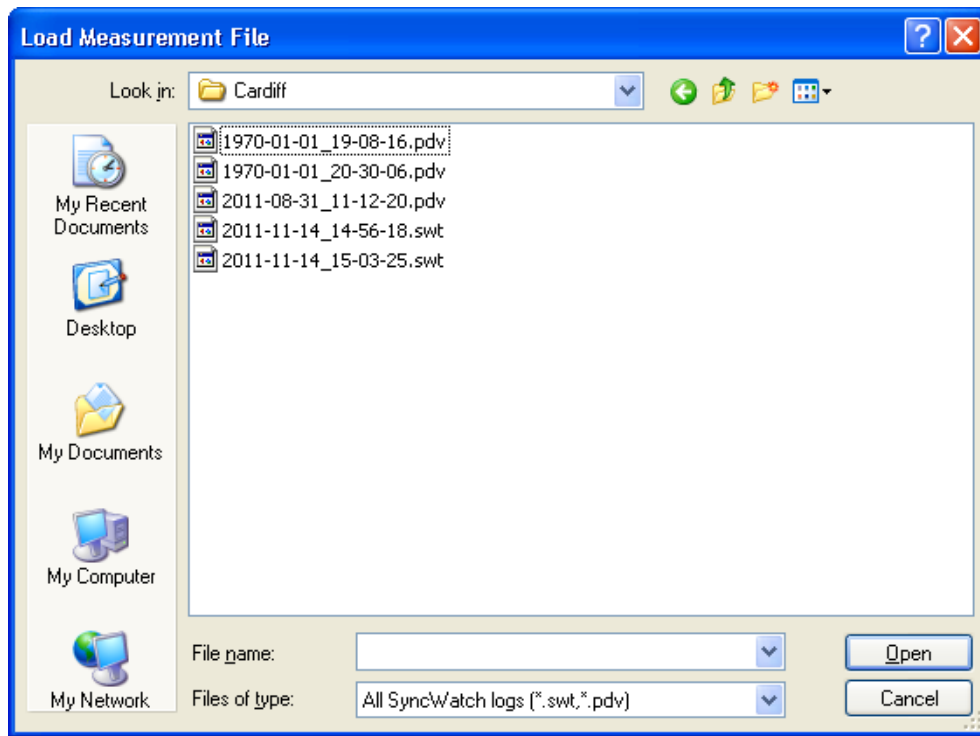 Load Measurement File
Look in: Cardiff
1970-01-01_19-08-16.pdv
1970-01-01_20-30-06.pdv
2011-08-31_11-12-20.pdv
2011-11-14_14-56-18.swt
2011-11-14_15-03-25.swt
My Recent
Documents
Desktop
My Documents
My Computer
My Network
File name:
Open
Files of type: All SyncWatch logs (*.swt,*.pdv)
Cancel